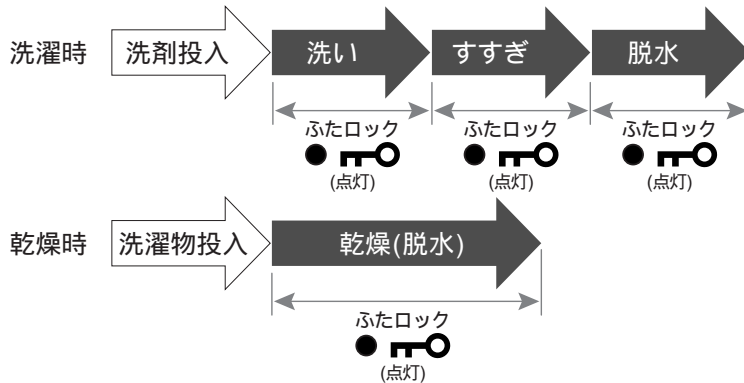 洗濯時 洗剤投入 洗い すすぎ 脱水
ふたロック ふたロック ふたロック
(点灯) (点灯) (点灯)
乾燥時 洗濯物投入 乾燥(脱水)
ふたロック
(点灯)